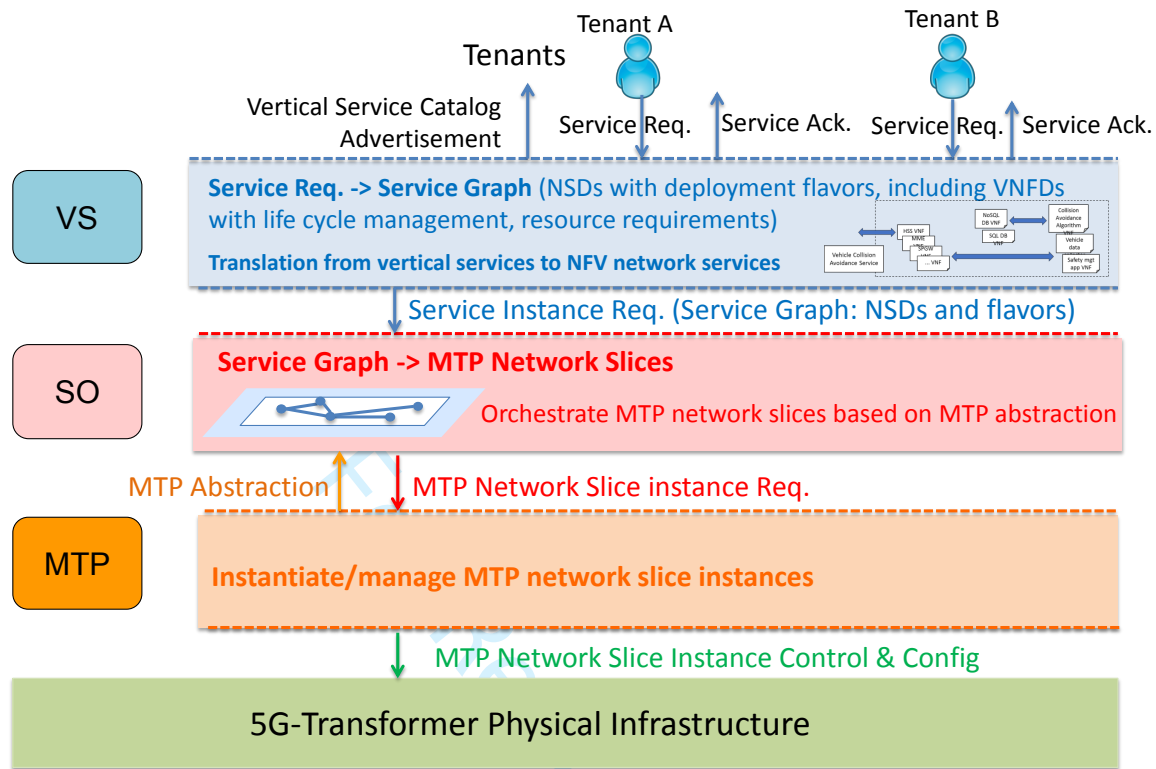 Tenant A
Tenant B
Tenants
Vertical Service Catalog
Advertisement
Service Req.
Service Ack.
Service Req.
Service Ack.
VS
Service Req. -> Service Graph (NSDs with deployment flavors, including VNFDs
with life cycle management, resource requirements)
Translation from vertical services to NFV network services
Vehicle Collision
Avoidance Service
HSS VNF
MME
SPGW
... VNF
NoSQL
DB VNF
SQL DB
VNF
Collision
Avoidance
Algorithm
VNF
Vehicle
data
Safety mgt
app VNF
Service Instance Req. (Service Graph: NSDs and flavors)
SO
Service Graph -> MTP Network Slices
Orchestrate MTP network slices based on MTP abstraction
MTP Abstraction
MTP Network Slice instance Req.
MTP
Instantiate/manage MTP network slice instances
MTP Network Slice Instance Control & Config
5G-Transformer Physical Infrastructure